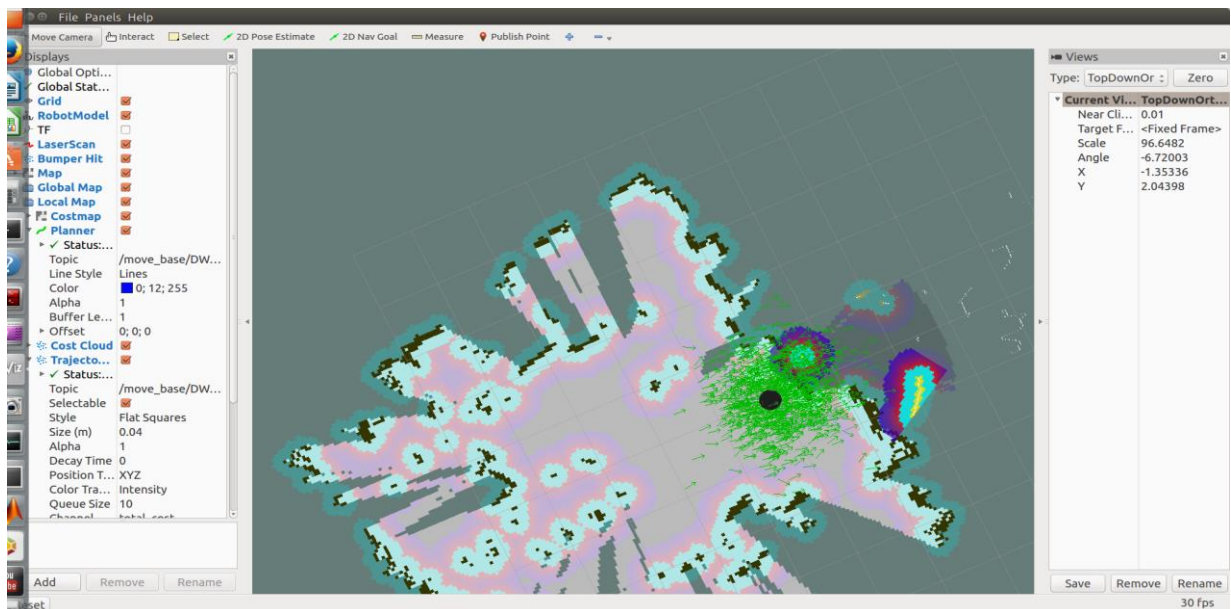 File Panels Help
Move Camera Interact Select 2D Pose Estimate 2D Nav Goal Measure Publish Point
Displays
Global Opti...
Global Stat...
Grid
RobotModel
TF
LaserScan
Bumper Hit
Map
Global Map
Local Map
Costmap
Planner
Status:...
Topic /move_base/DW...
Line Style Lines
Color 0; 12; 255
Alpha 1
Buffer Le... 1
Offset 0; 0; 0
Cost Cloud
Trajecto...
Status:...
Topic /move_base/DW...
Selectable
Style Flat Squares
Size (m) 0.04
Alpha 1
Decay Time 0
Position T... XYZ
Color Tra... Intensity
Queue Size 10
Channel total_cost
Add Remove Rename
Views
Type: TopDownOr Zero
Current Vi... TopDownOrt...
Near Cli... 0.01
Target F... <Fixed Frame>
Scale 96.6482
Angle -6.72003
X -1.35336
Y 2.04398
Save Remove Rename
30 fps